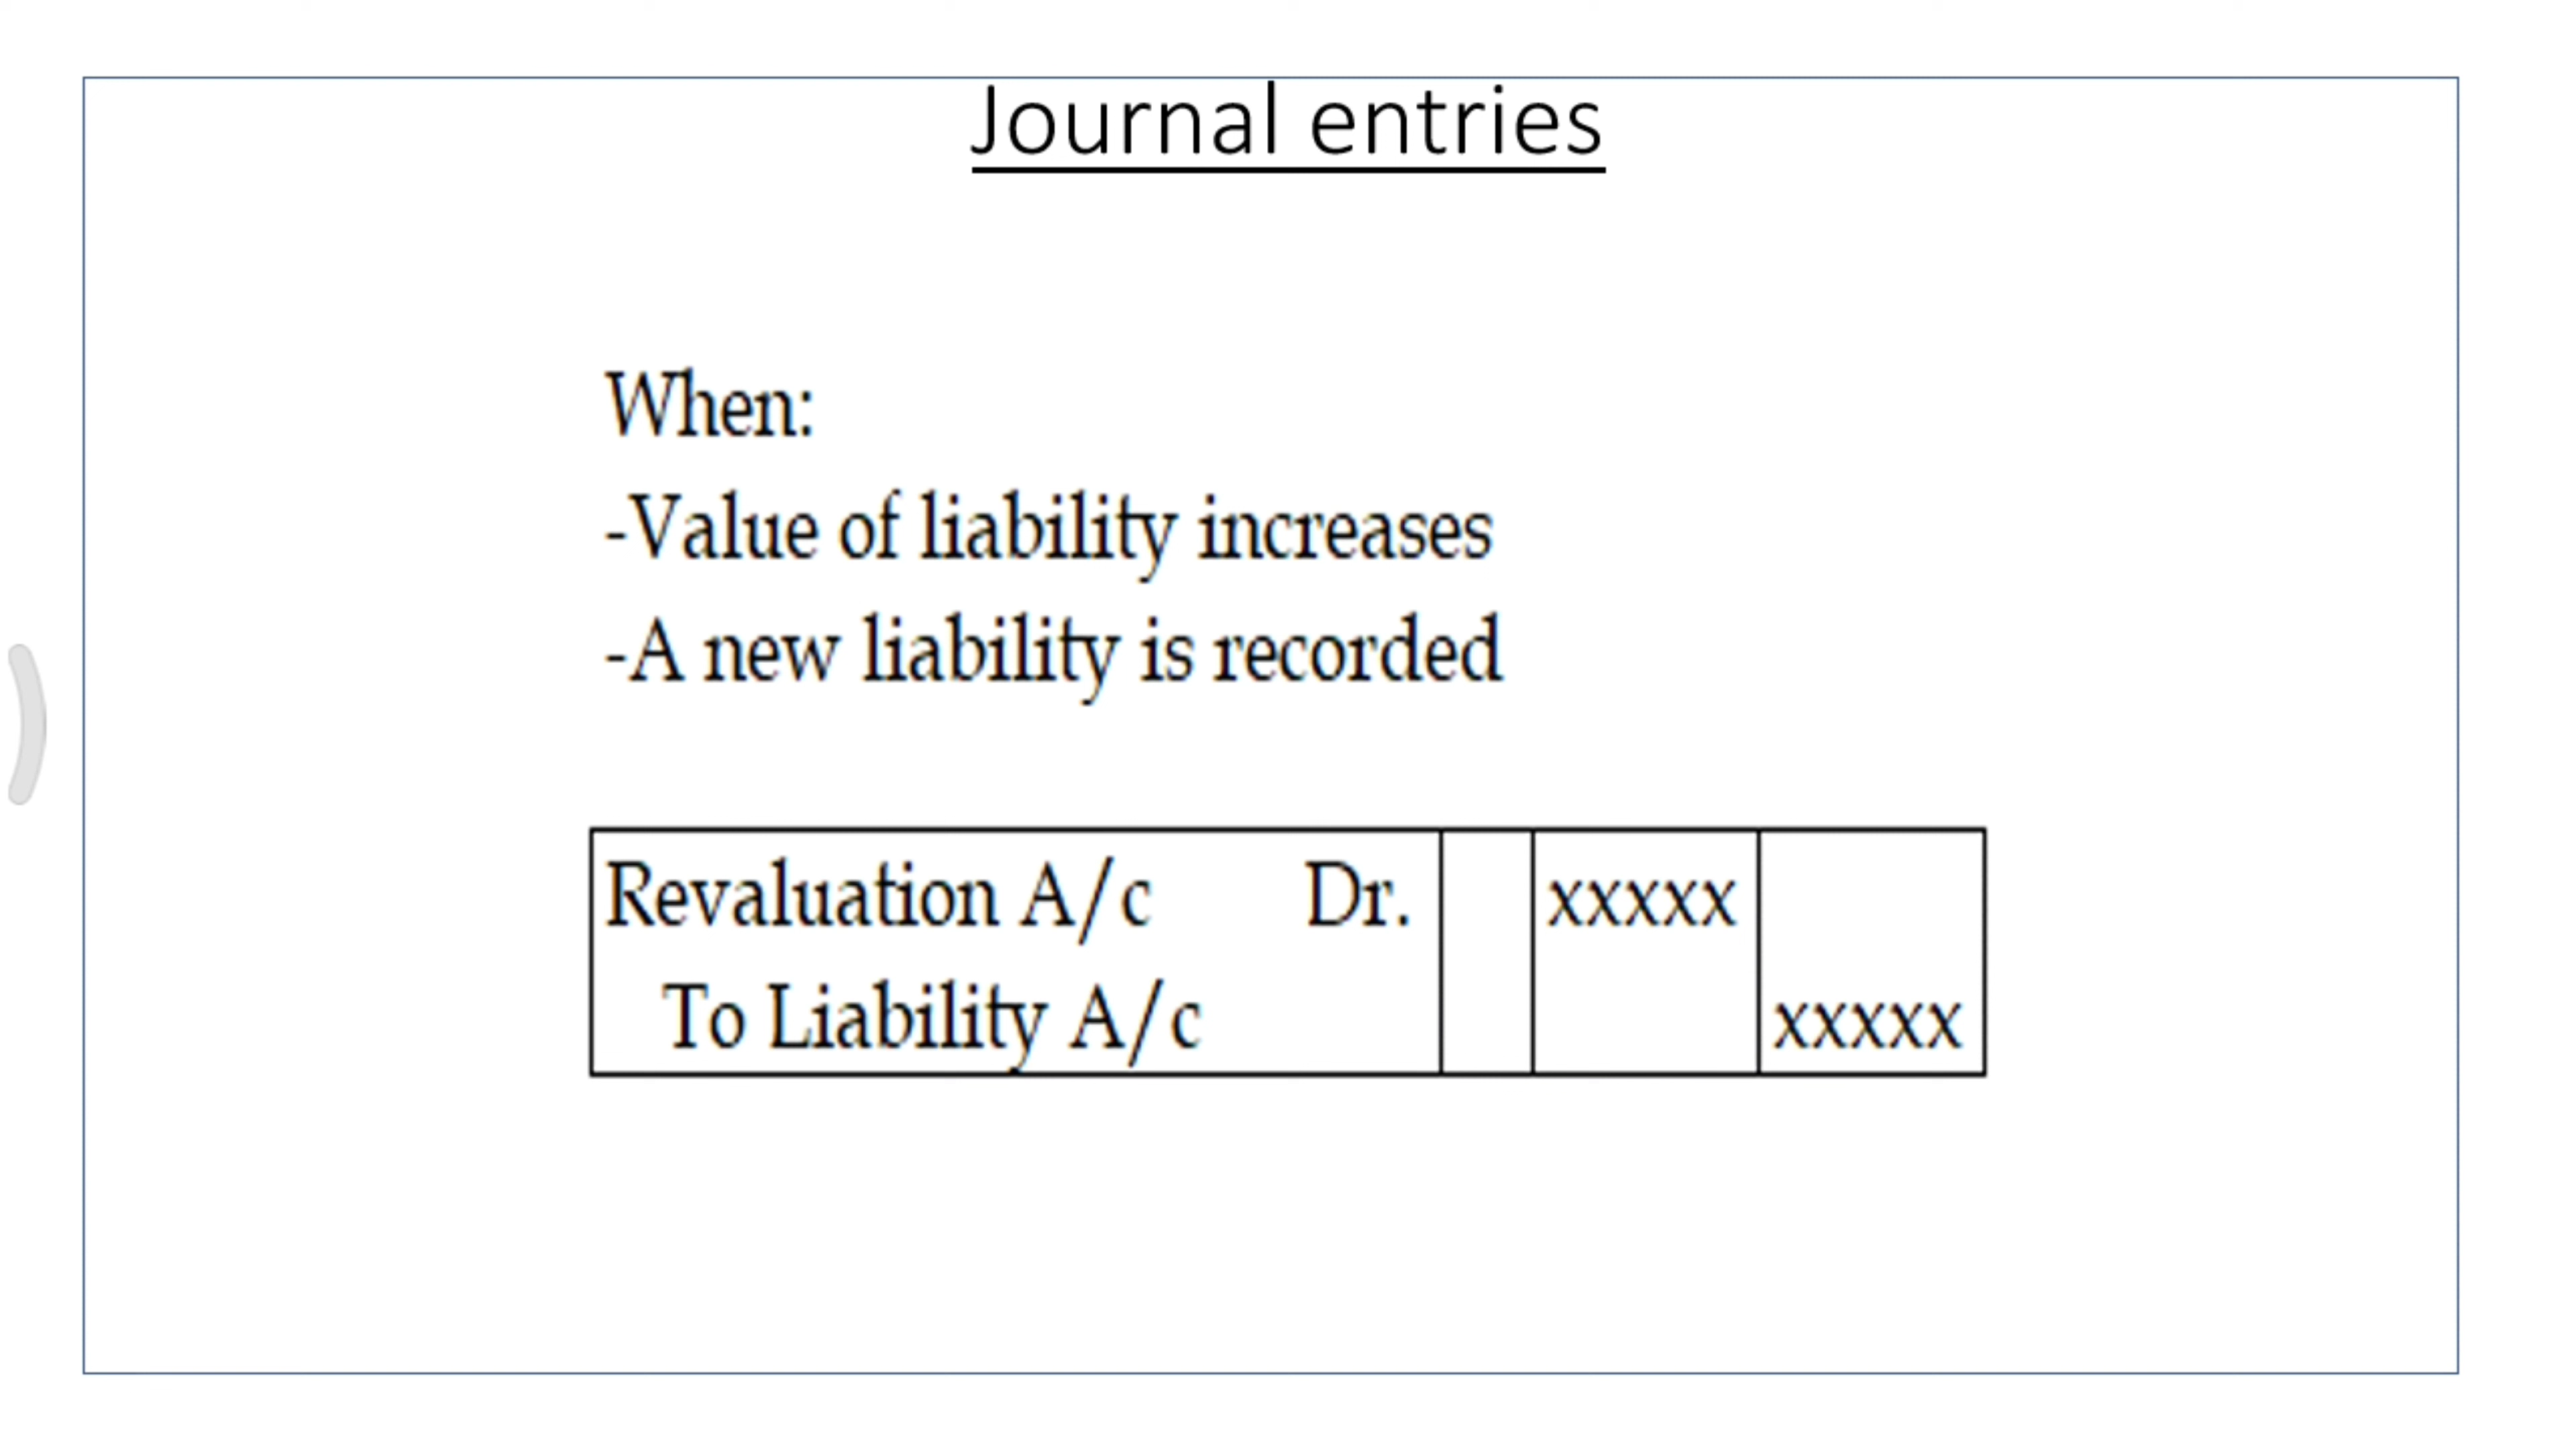 Journal entries
When:
-Value of liability increases
-A new liability is recorded
Revaluation A/c Dr. xxxxx
To Liability A/c xxxxx